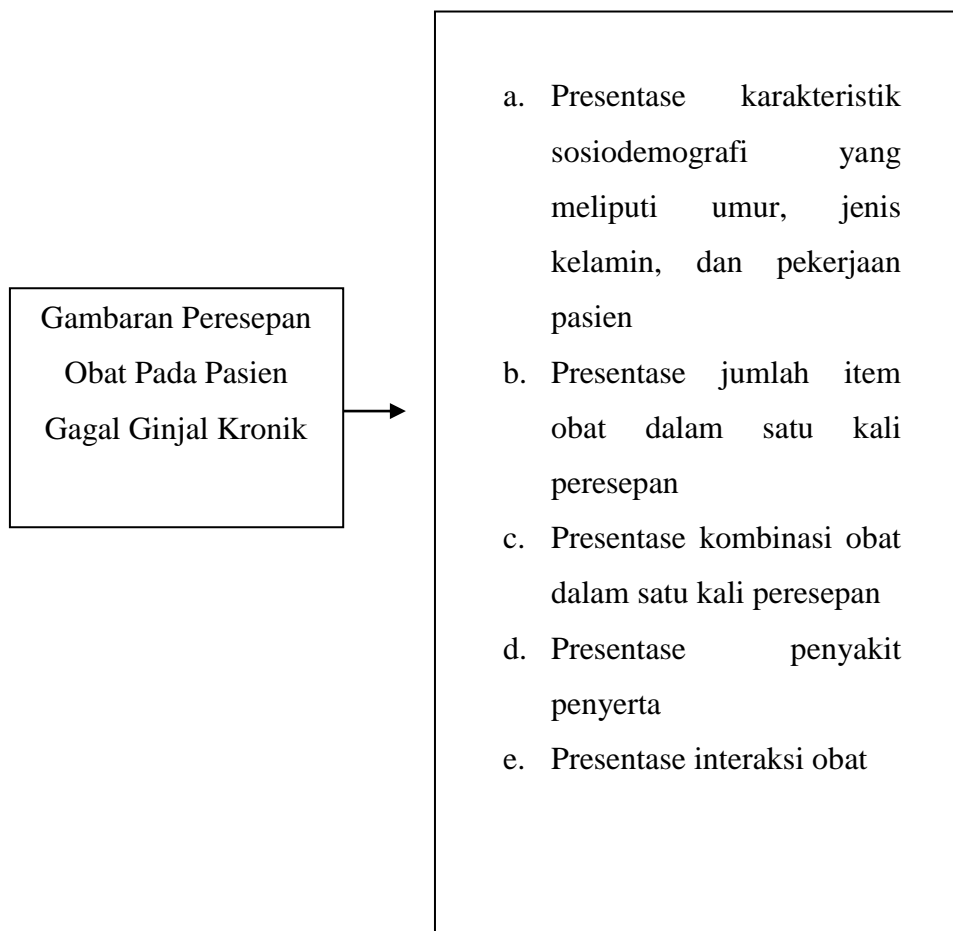 Gambaran Peresepan
Obat Pada Pasien
Gagal Ginjal Kronik
a. Presentase karakteristik
sosiodemografi yang
meliputi umur, jenis
kelamin, dan pekerjaan
pasien
b. Presentase jumlah item
obat dalam satu kali
peresepan
c. Presentase kombinasi obat
dalam satu kali peresepan
d. Presentase penyakit
penyerta
e. Presentase interaksi obat